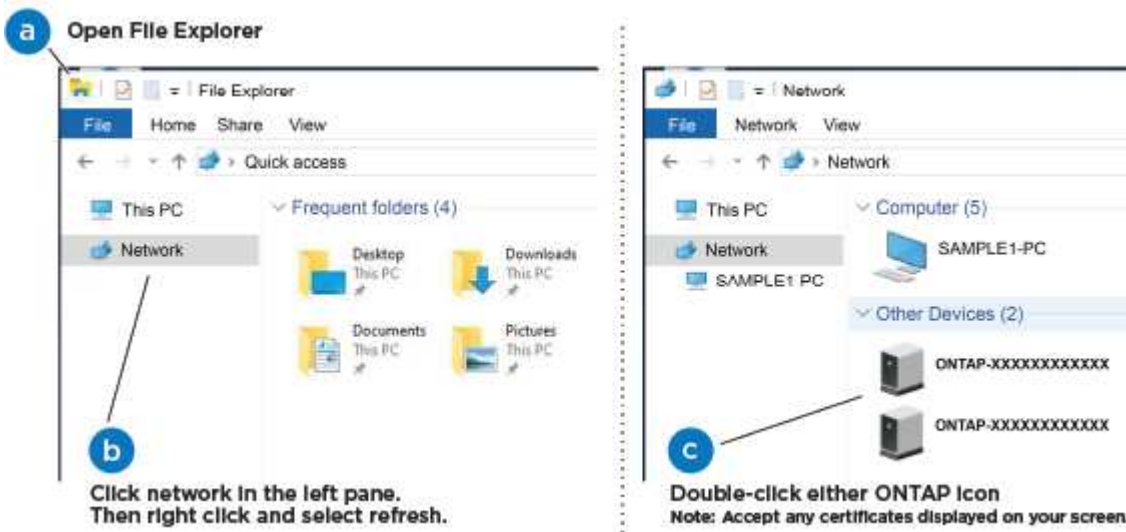 a Open File Explorer
File Explorer
File Home Share View
Quick access
This PC
Network
Frequent folders (4)
Desktop
This PC
Downloads
This PC
Documents
This PC
Pictures
This PC
b
Click network in the left pane.
Then right click and select refresh.
Network
File Network View
Network
This PC
Network
SAMPLE1 PC
Computer (5)
SAMPLE1-PC
Other Devices (2)
ONTAP-XXXXXXXXXXXX
ONTAP-XXXXXXXXXXXX
c
Double-click either ONTAP icon
Note: Accept any certificates displayed on your screen